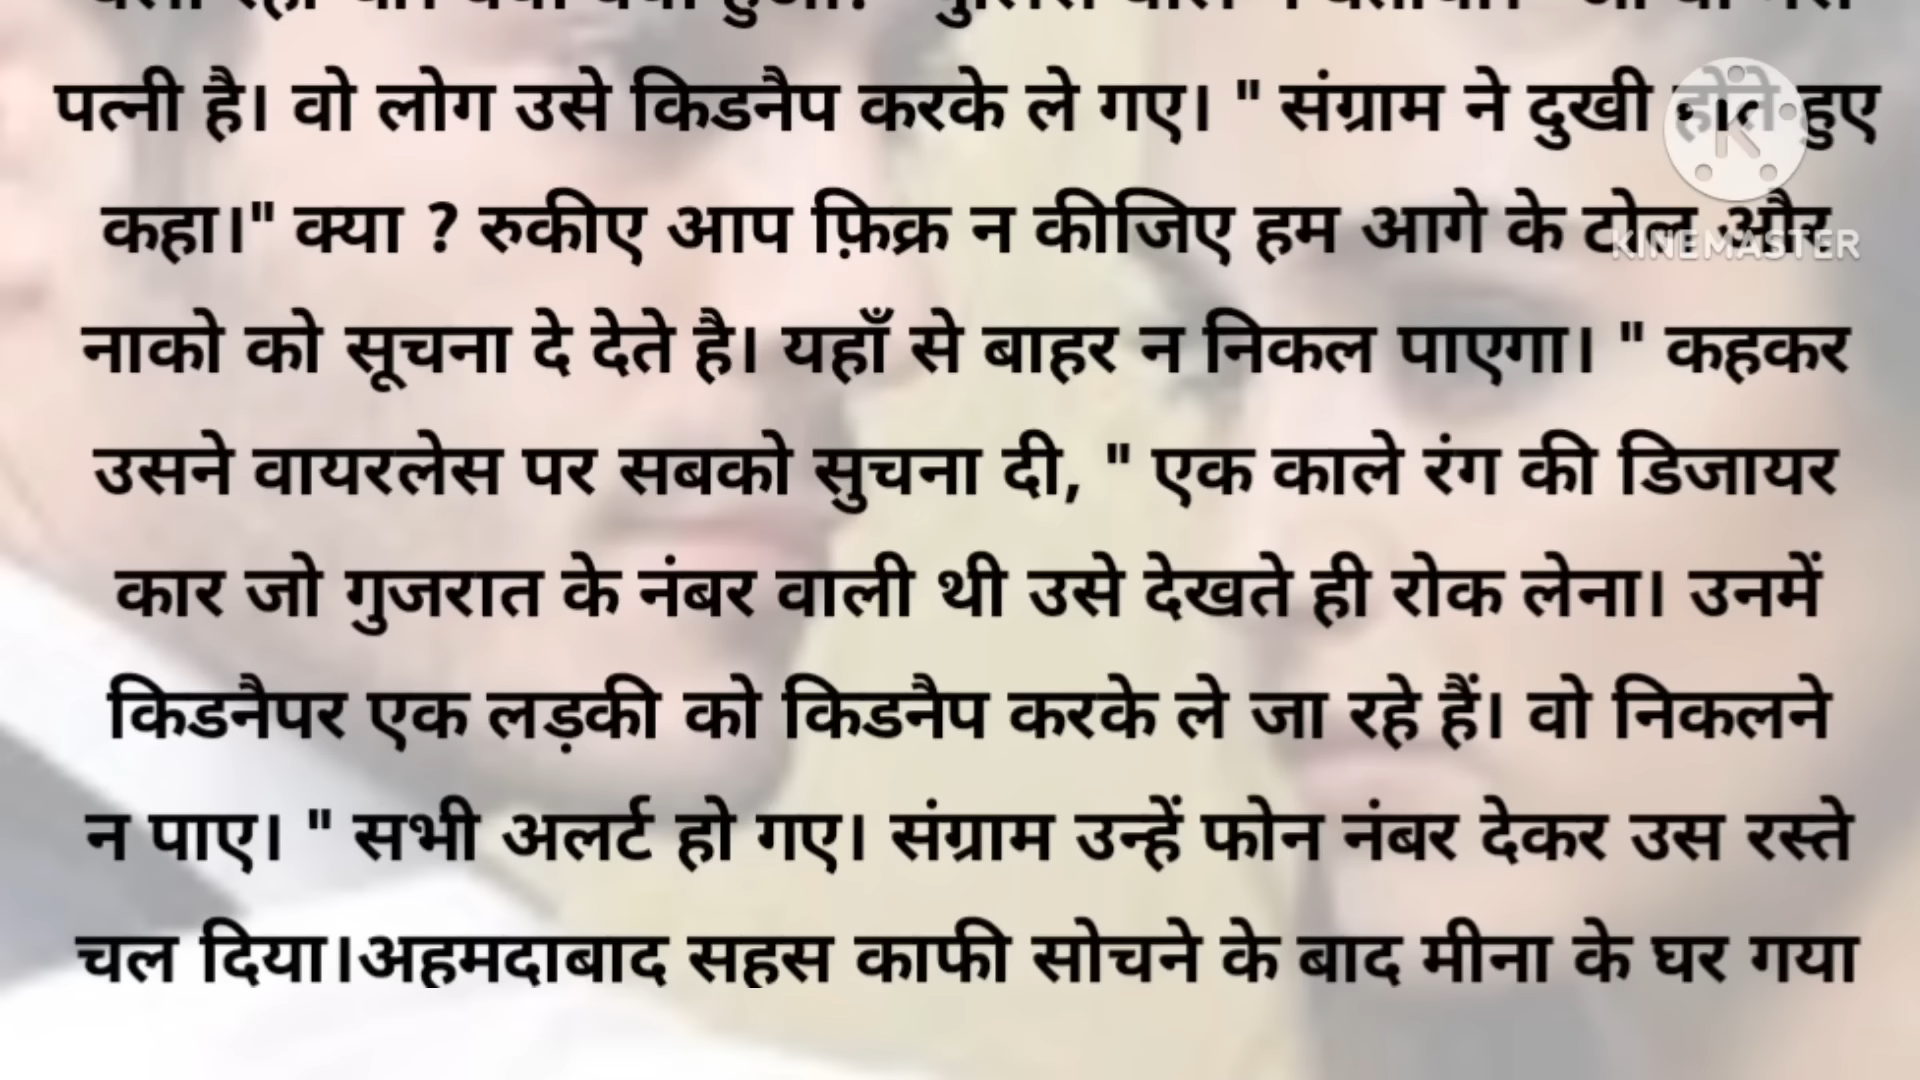 पत्नी है। वो लोग उसे किडनैप करके ले गए। " संग्राम ने दुखी होते हुए
कहा।" क्या ? रुकीए आप फ़िक्र न कीजिए हम आगे के टोल और
KINEMASTER
नाको को सूचना दे देते है। यहाँ से बाहर न निकल पाएगा। " कहकर
उसने वायरलेस पर सबको सुचना दी, " एक काले रंग की डिजायर
कार जो गुजरात के नंबर वाली थी उसे देखते ही रोक लेना। उनमें
किडनैपर एक लड़की को किडनैप करके ले जा रहे हैं। वो निकलने
न पाए। " सभी अलर्ट हो गए। संग्राम उन्हें फोन नंबर देकर उस रस्ते
चल दिया।अहमदाबाद सहस काफी सोचने के बाद मीना के घर गया